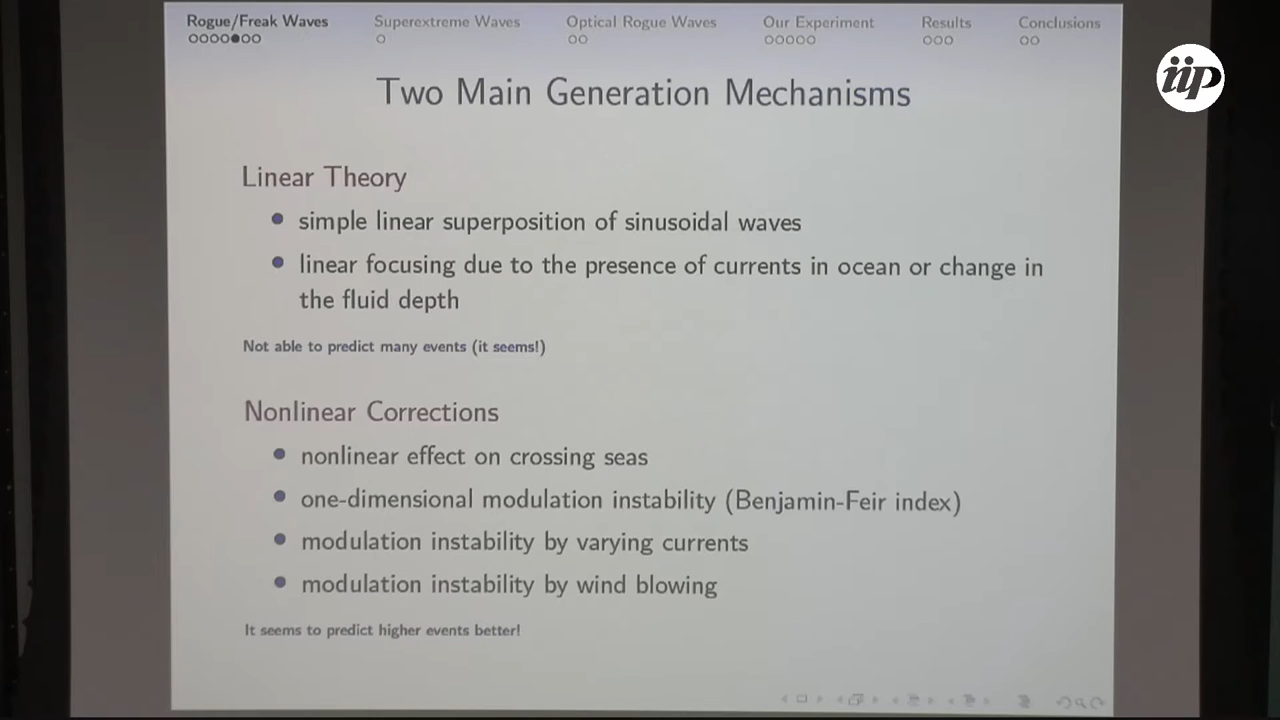 Rogue/Freak Waves Superextreme Waves Optical Rogue Waves Our Experiment Results Conclusions
iip
Two Main Generation Mechanisms
Linear Theory
simple linear superposition of sinusoidal waves
linear focusing due to the presence of currents in ocean or change in
the fluid depth
Not able to predict many events (it seems!)
Nonlinear Corrections
nonlinear effect on crossing seas
one-dimensional modulation instability (Benjamin-Feir index)
modulation instability by varying currents
modulation instability by wind blowing
It seems to predict higher events better!